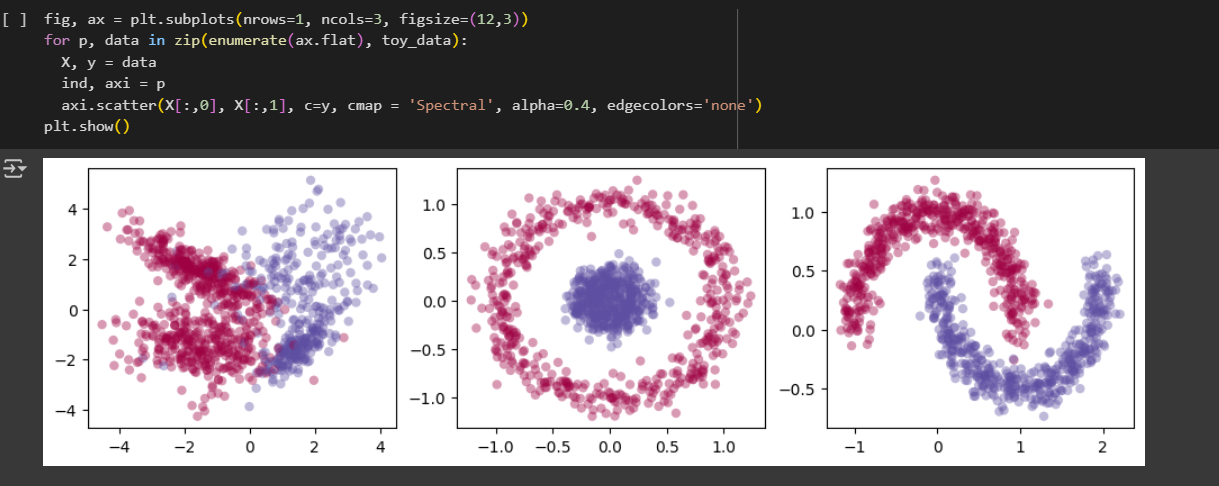 [ ] fig, ax = plt.subplots(nrows=1, ncols=3, figsize=(12,3))
for p, data in zip(enumerate(ax.flat), toy_data):
  X, y = data
  ind, axi = p
  axi.scatter(X[:,0], X[:,1], c=y, cmap = 'Spectral', alpha=0.4, edgecolors='none')
plt.show()
4
2
0
−2
−4
−4 −2 0 2 4
1.0
0.5
0.0
−0.5
−1.0
−1.0 −0.5 0.0 0.5 1.0
1.0
0.5
0.0
−0.5
−1 0 1 2